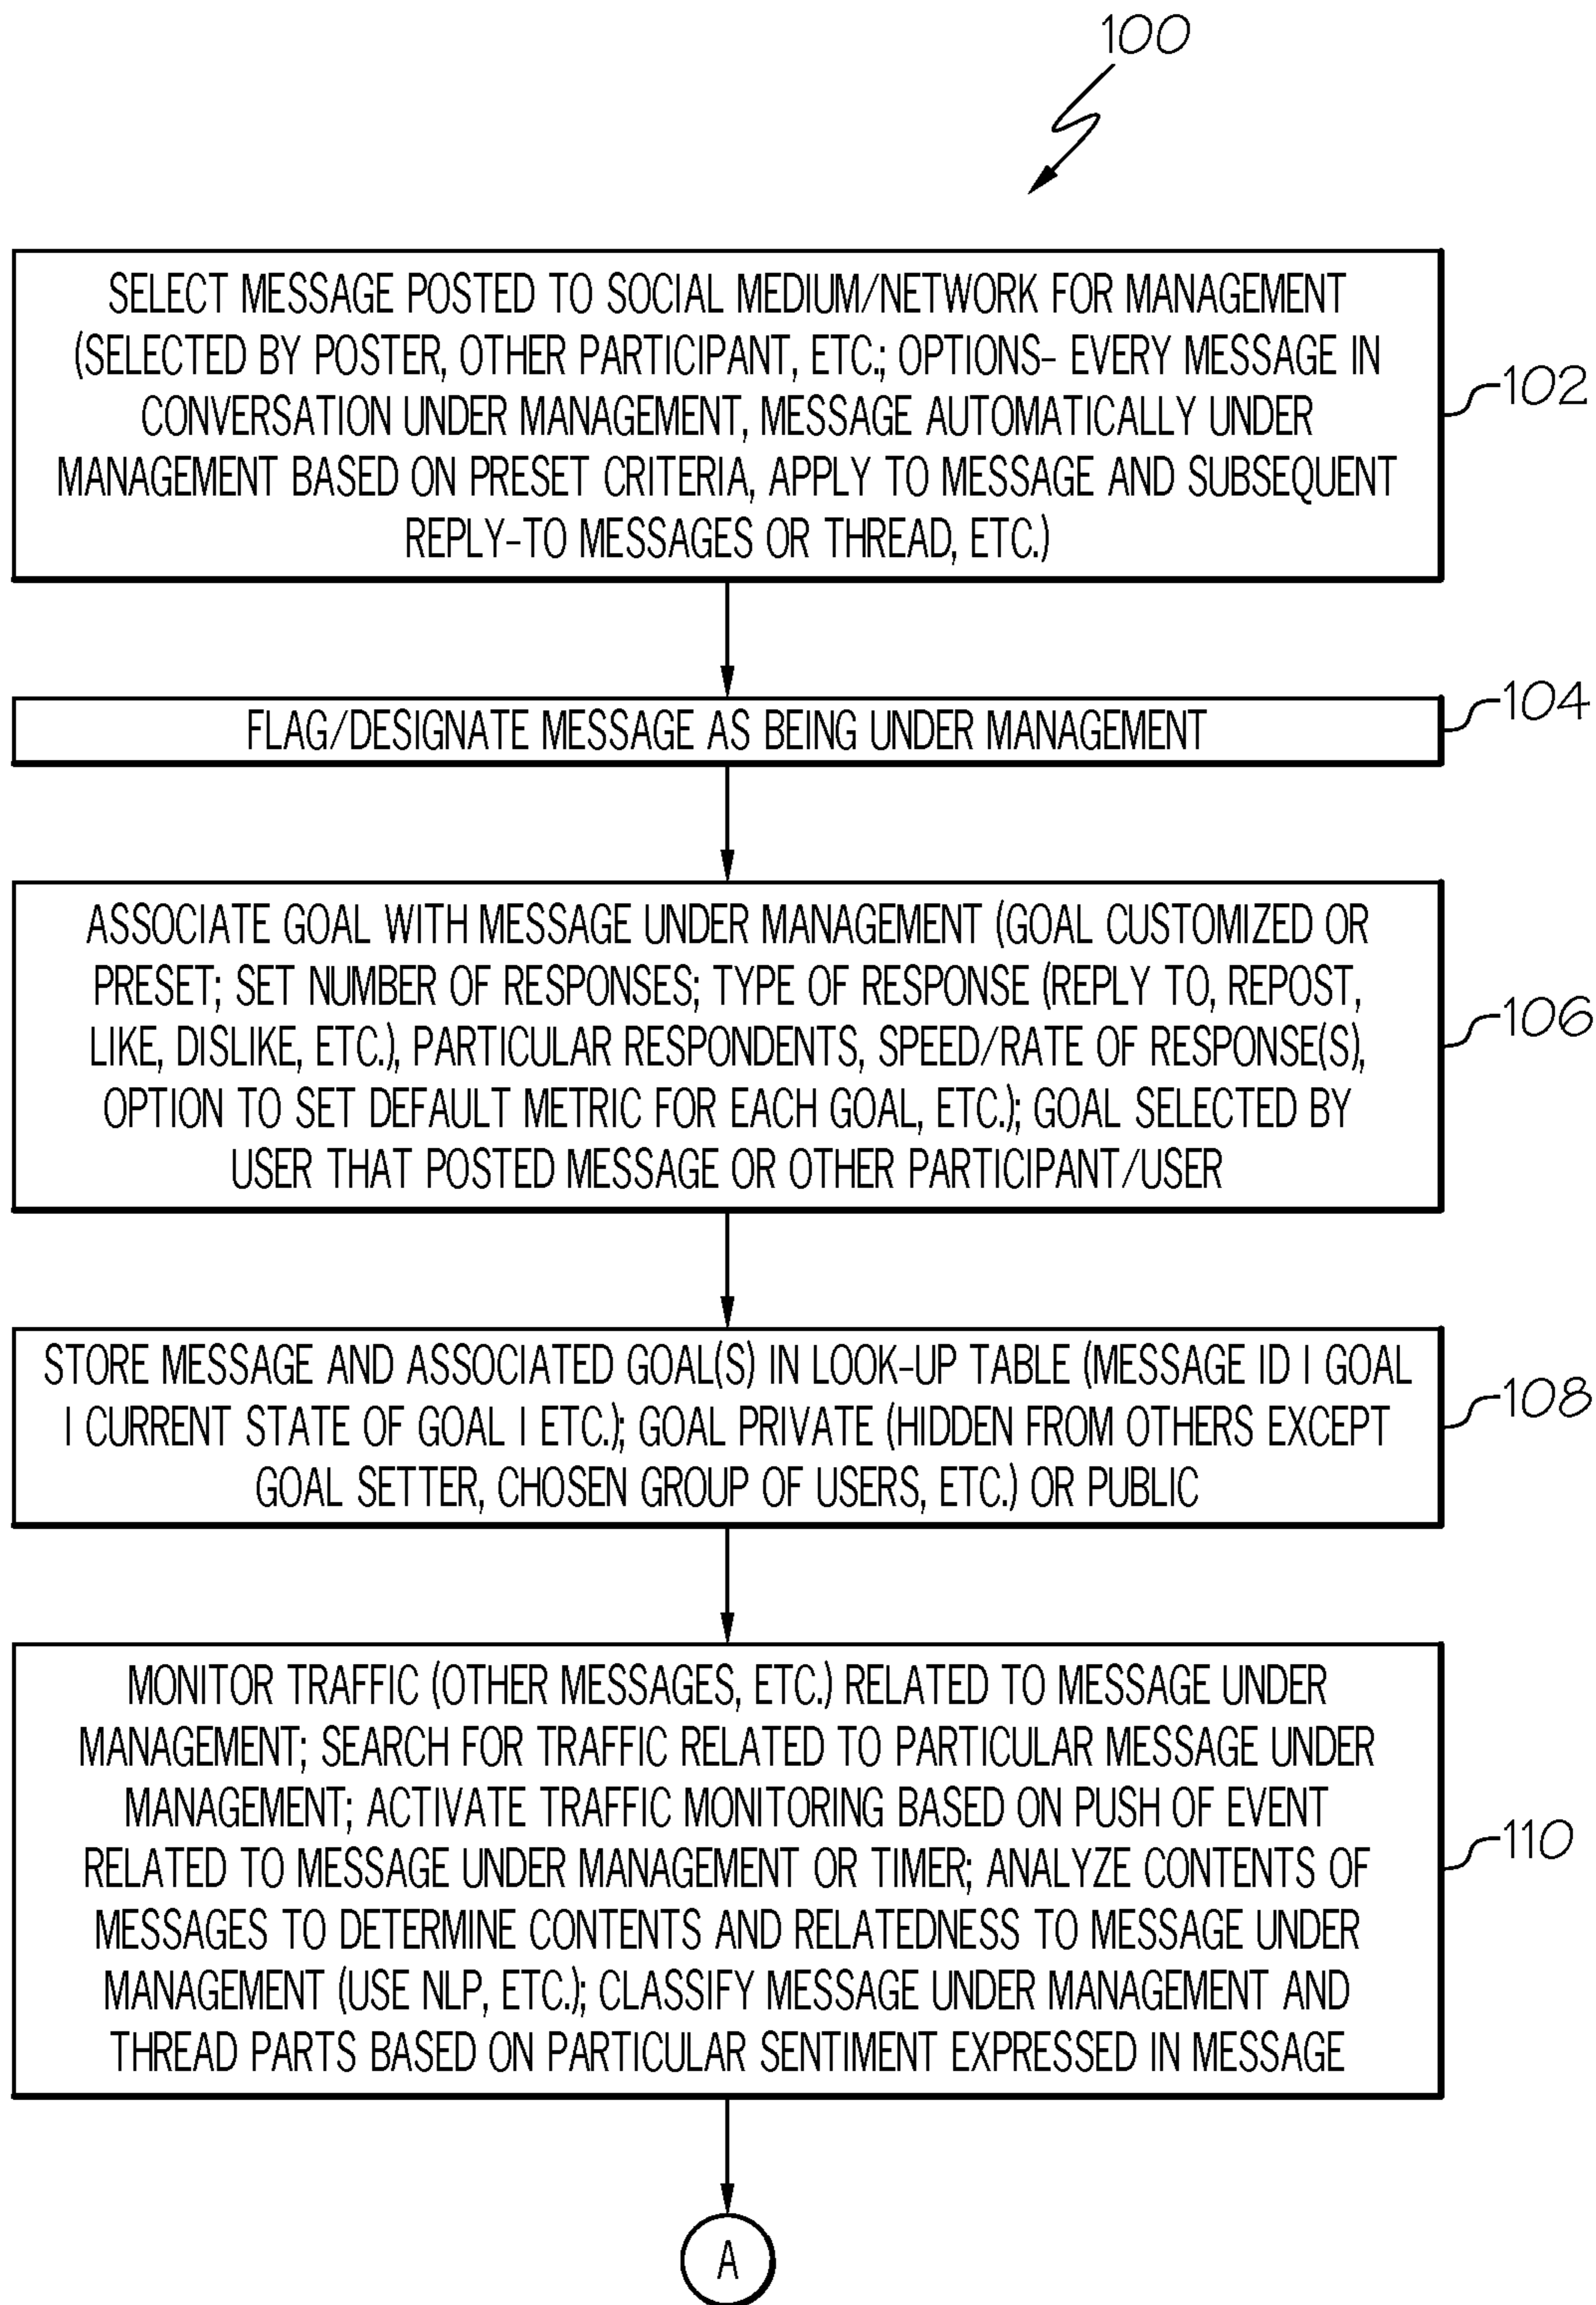 100
SELECT MESSAGE POSTED TO SOCIAL MEDIUM/NETWORK FOR MANAGEMENT
(SELECTED BY POSTER, OTHER PARTICIPANT, ETC.; OPTIONS- EVERY MESSAGE IN
CONVERSATION UNDER MANAGEMENT, MESSAGE AUTOMATICALLY UNDER
MANAGEMENT BASED ON PRESET CRITERIA, APPLY TO MESSAGE AND SUBSEQUENT
REPLY-TO MESSAGES OR THREAD, ETC.)
102
FLAG/DESIGNATE MESSAGE AS BEING UNDER MANAGEMENT
104
ASSOCIATE GOAL WITH MESSAGE UNDER MANAGEMENT (GOAL CUSTOMIZED OR
PRESET; SET NUMBER OF RESPONSES; TYPE OF RESPONSE (REPLY TO, REPOST,
LIKE, DISLIKE, ETC.), PARTICULAR RESPONDENTS, SPEED/RATE OF RESPONSE(S),
OPTION TO SET DEFAULT METRIC FOR EACH GOAL, ETC.); GOAL SELECTED BY
USER THAT POSTED MESSAGE OR OTHER PARTICIPANT/USER
106
STORE MESSAGE AND ASSOCIATED GOAL(S) IN LOOK-UP TABLE (MESSAGE ID I GOAL
I CURRENT STATE OF GOAL I ETC.); GOAL PRIVATE (HIDDEN FROM OTHERS EXCEPT
GOAL SETTER, CHOSEN GROUP OF USERS, ETC.) OR PUBLIC
108
MONITOR TRAFFIC (OTHER MESSAGES, ETC.) RELATED TO MESSAGE UNDER
MANAGEMENT; SEARCH FOR TRAFFIC RELATED TO PARTICULAR MESSAGE UNDER
MANAGEMENT; ACTIVATE TRAFFIC MONITORING BASED ON PUSH OF EVENT
RELATED TO MESSAGE UNDER MANAGEMENT OR TIMER; ANALYZE CONTENTS OF
MESSAGES TO DETERMINE CONTENTS AND RELATEDNESS TO MESSAGE UNDER
MANAGEMENT (USE NLP, ETC.); CLASSIFY MESSAGE UNDER MANAGEMENT AND
THREAD PARTS BASED ON PARTICULAR SENTIMENT EXPRESSED IN MESSAGE
110
A